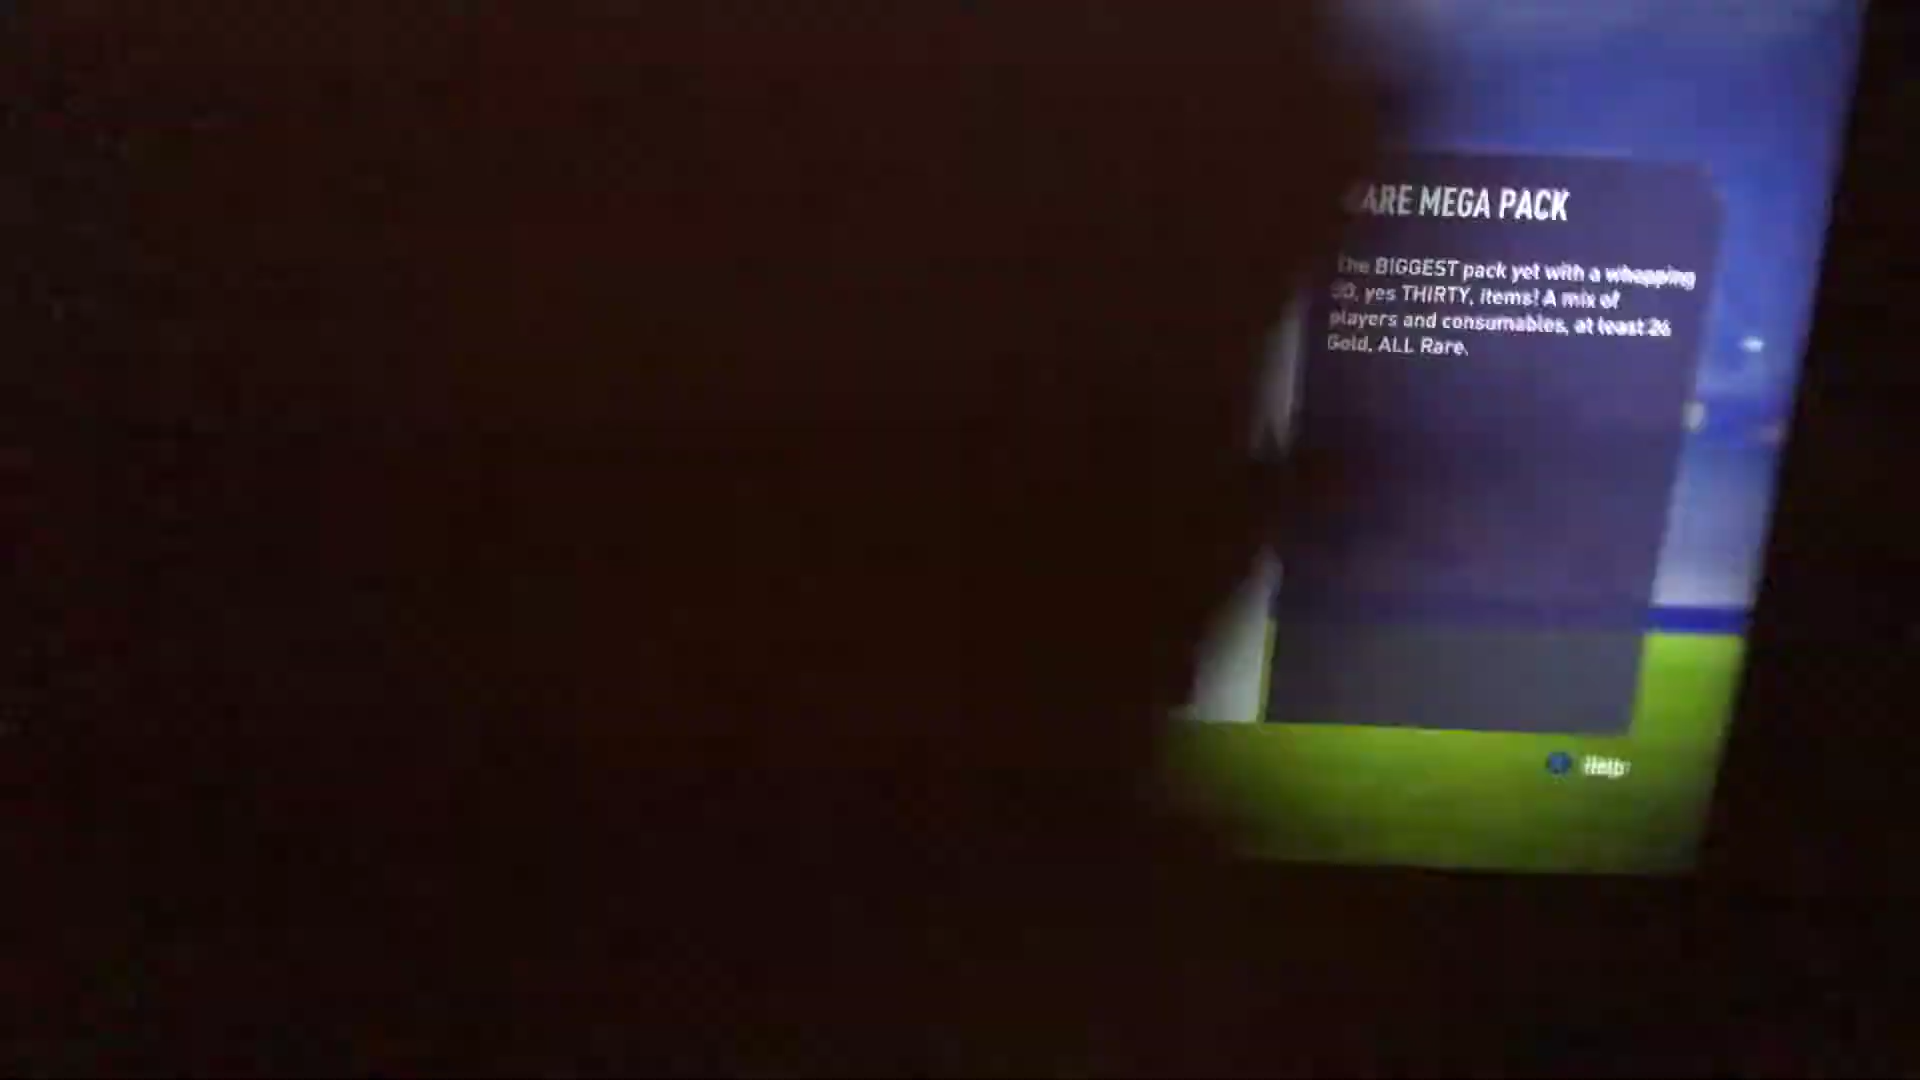 RARE MEGA PACK
The BIGGEST pack yet with a whopping
30, yes THIRTY, items! A mix of
players and consumables, at least 26
Gold, ALL Rare.
Help